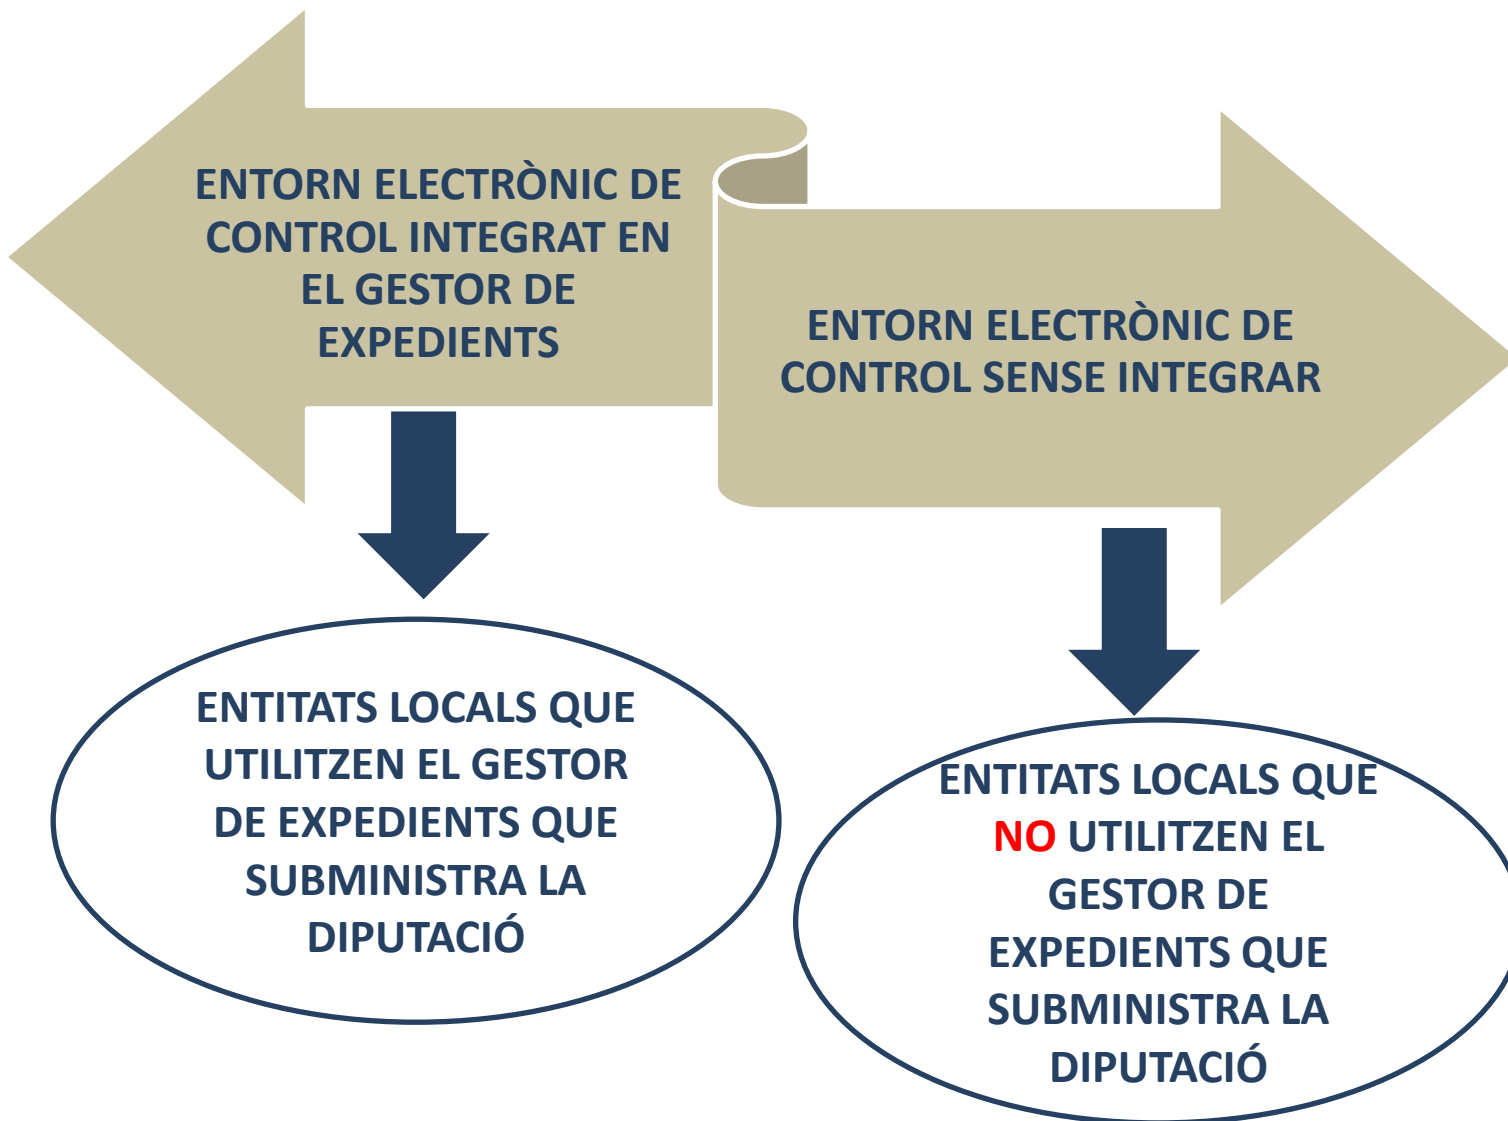 ENTORN ELECTRÒNIC DE
CONTROL INTEGRAT EN
EL GESTOR DE
EXPEDIENTS
ENTORN ELECTRÒNIC DE
CONTROL SENSE INTEGRAR
ENTITATS LOCALS QUE
UTILITZEN EL GESTOR
DE EXPEDIENTS QUE
SUBMINISTRA LA
DIPUTACIÓ
ENTITATS LOCALS QUE
NO UTILITZEN EL
GESTOR DE
EXPEDIENTS QUE
SUBMINISTRA LA
DIPUTACIÓ